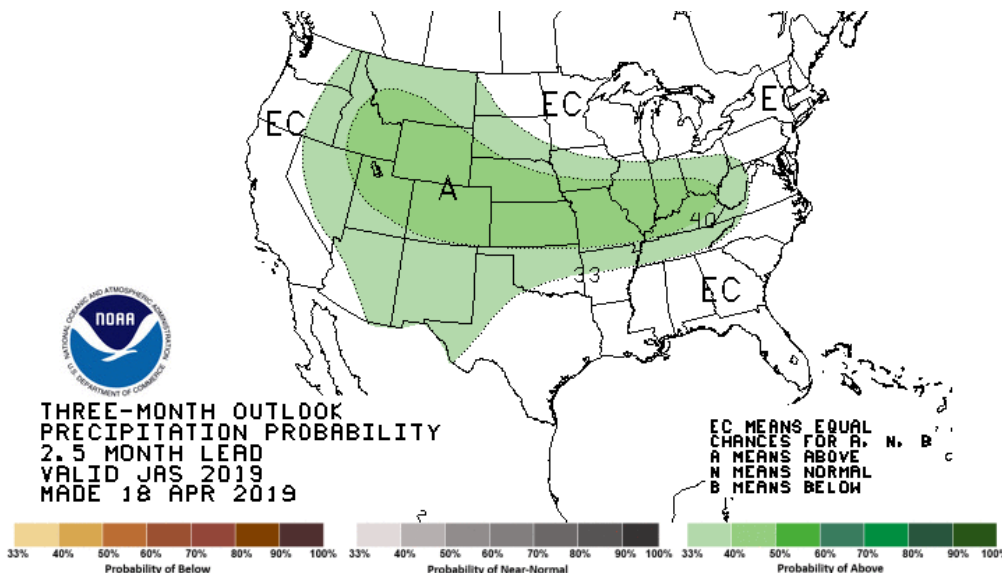 EC
EC
EC
A
40
33
EC
NATIONAL OCEANIC AND ATMOSPHERIC ADMINISTRATION
NOAA
U.S. DEPARTMENT OF COMMERCE
THREE-MONTH OUTLOOK
PRECIPITATION PROBABILITY
2.5 MONTH LEAD
VALID JAS 2019
MADE 18 APR 2019
EC MEANS EQUAL
CHANCES FOR A, N, B
A MEANS ABOVE
N MEANS NORMAL
B MEANS BELOW
33% 40% 50% 60% 70% 80% 90% 100%
Probability of Below
33% 40% 50% 60% 70% 80% 90% 100%
Probability of Near-Normal
33% 40% 50% 60% 70% 80% 90% 100%
Probability of Above